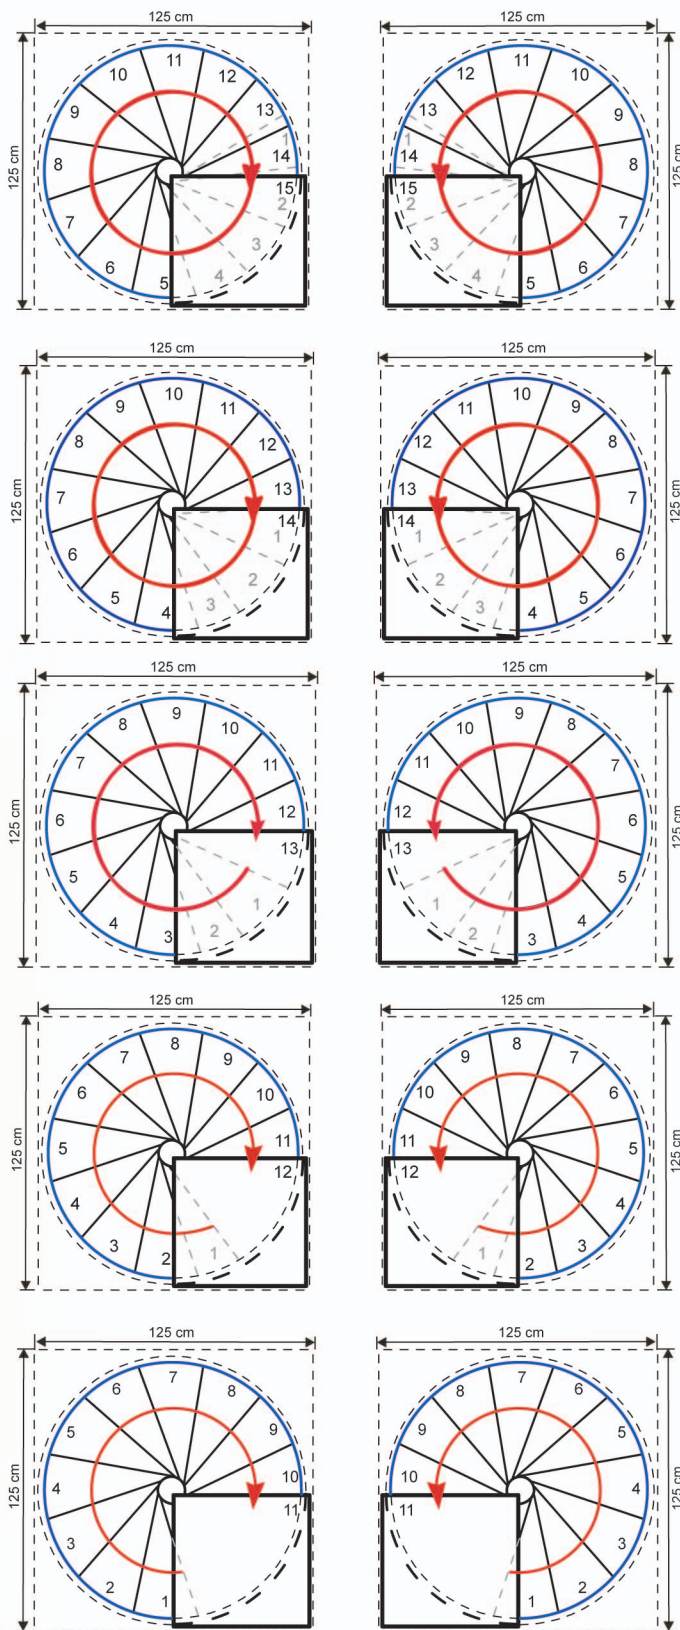 125 cm 125 cm
11 11
10 12 12 10
9 13 13 9
1 1
125 cm 8 14 14 8 125 cm
15 15
2 2
7 3 3 7
6 4 4 6
5 5
125 cm 125 cm
10 10
9 11 11 9
8 12 12 8
125 cm 7 13 13 7 125 cm
14 14
1 1
6 2 2 6
5 3 3 5
4 4
125 cm 125 cm
9 9
8 10 10 8
7 11 11 7
125 cm 6 12 12 6 125 cm
13 13
5 1 1 5
4 2 2 4
3 3
125 cm 125 cm
8 8
7 9 9 7
6 10 10 6
125 cm 5 11 11 5 125 cm
12 12
4 4
3 1 1 3
2 2
125 cm 125 cm
7 7
6 8 8 6
5 9 9 5
125 cm 4 10 10 4 125 cm
11 11
3 3
2 2
1 1